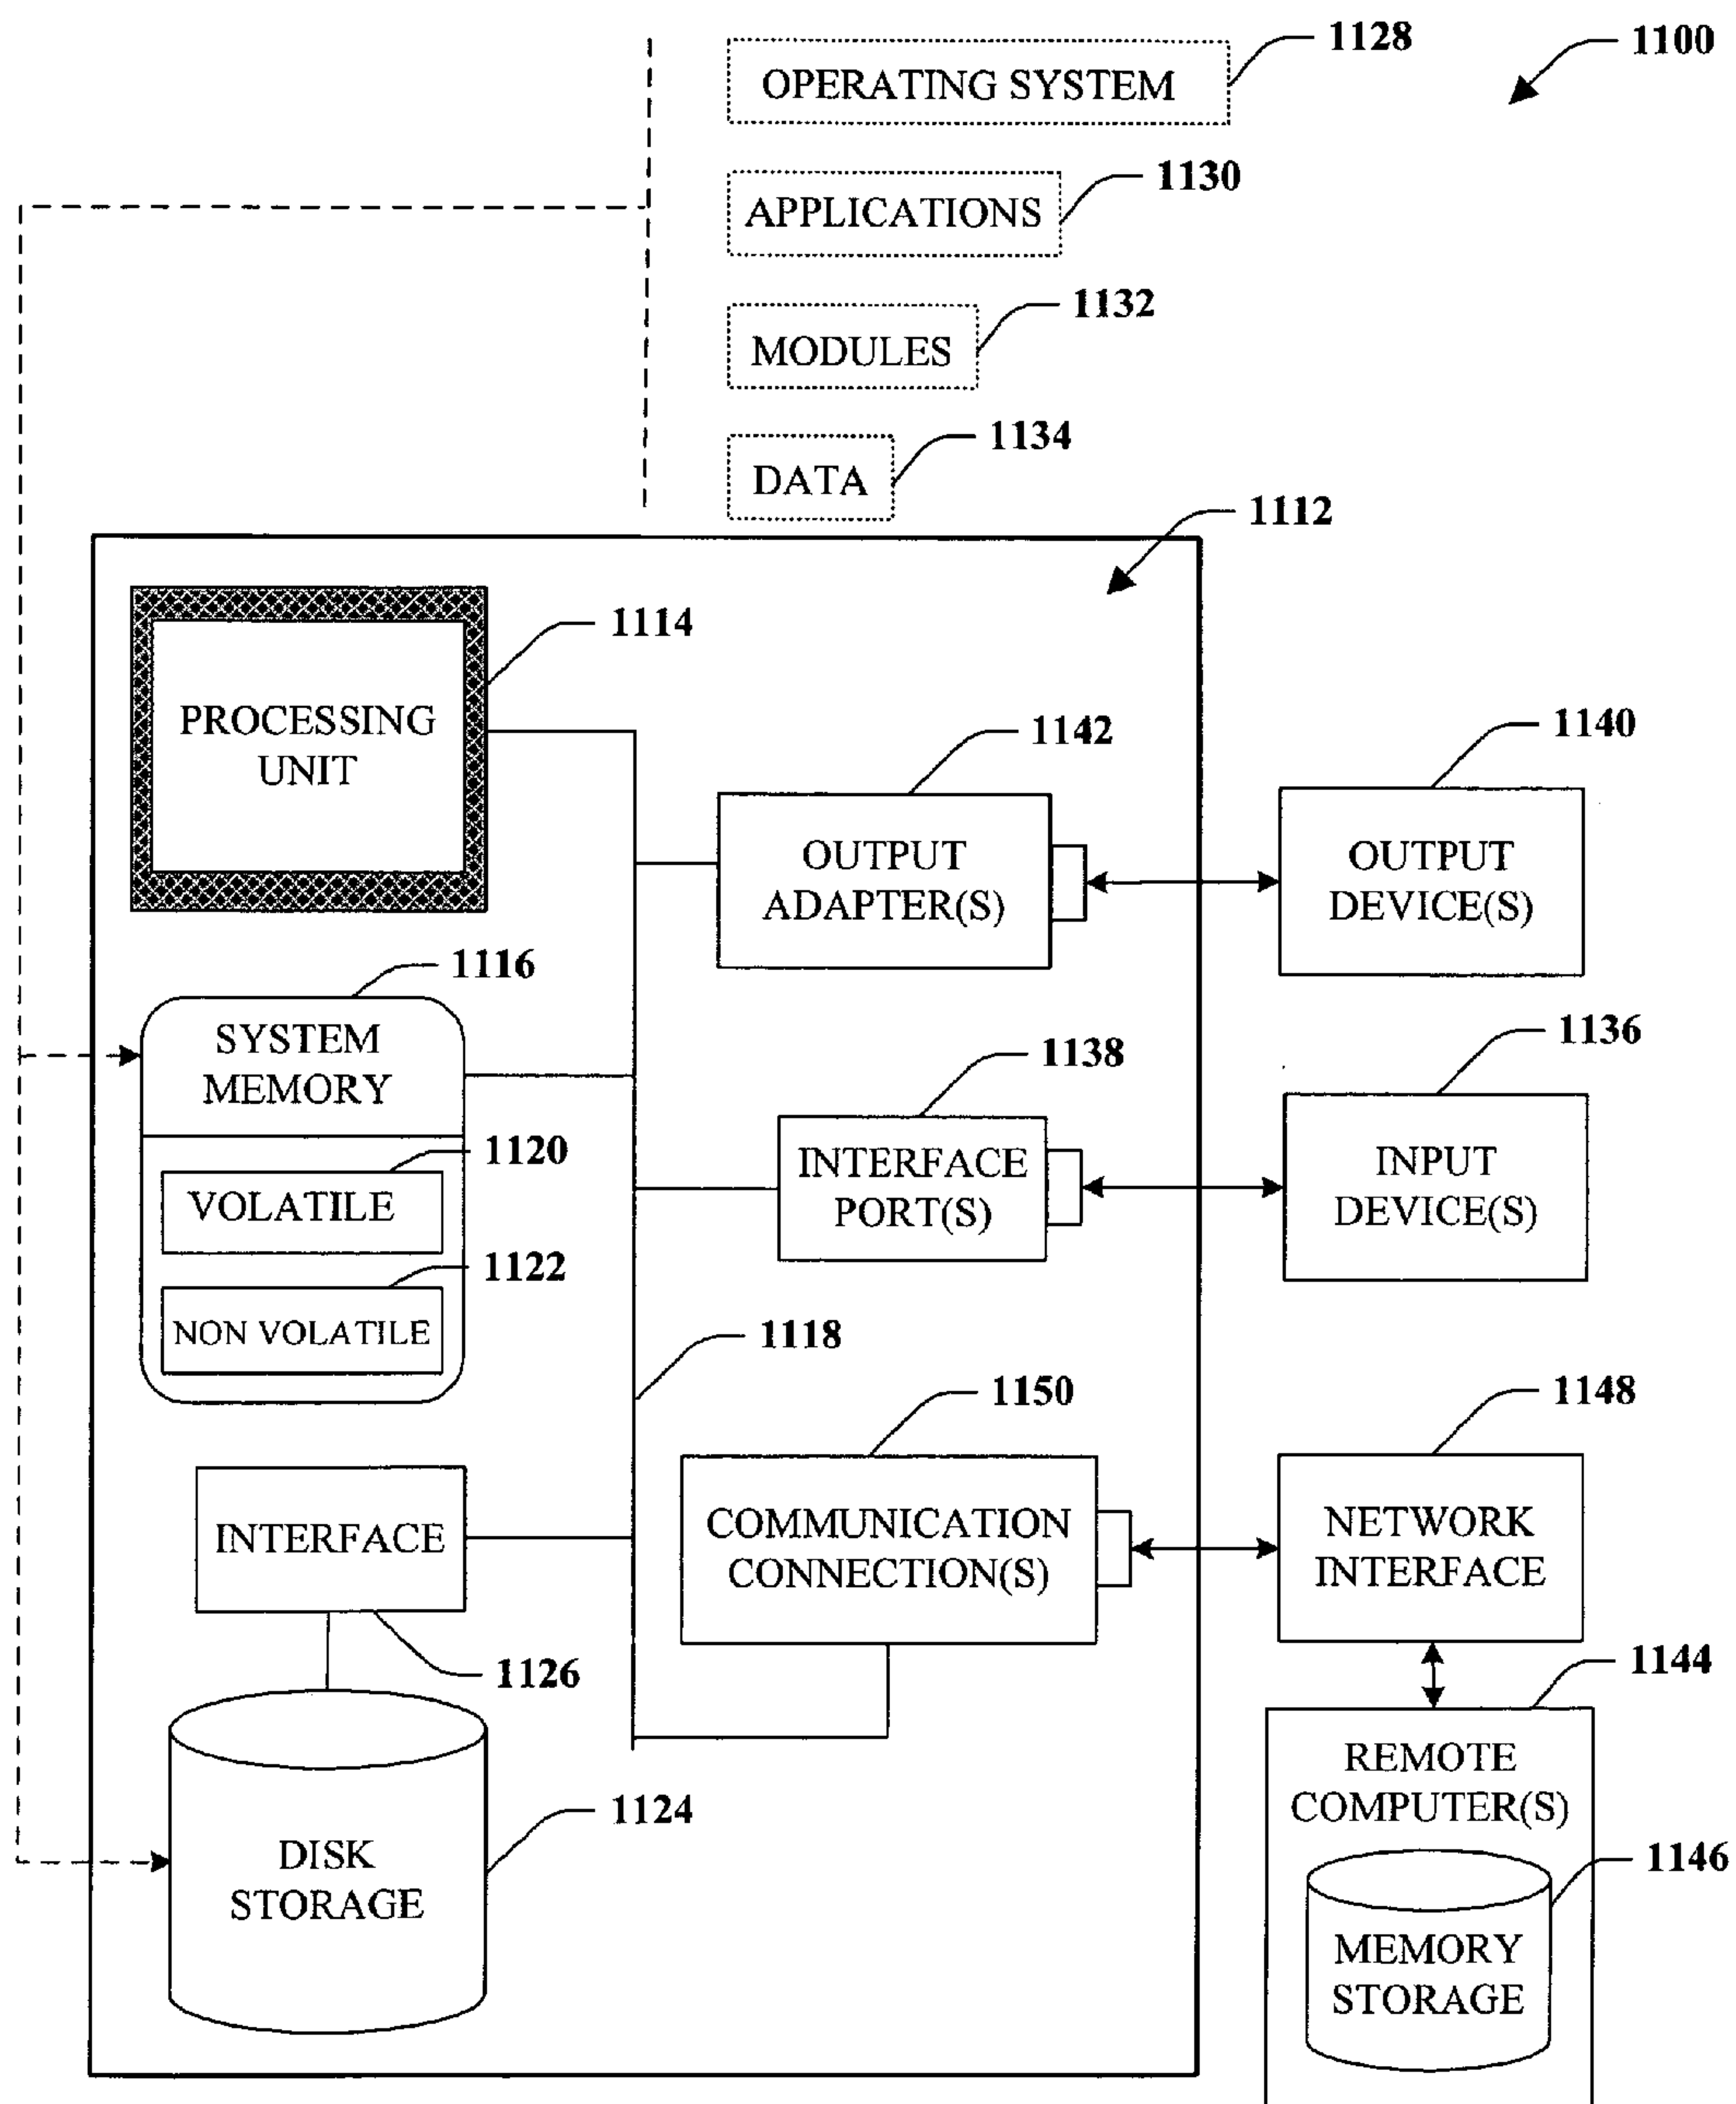 1128
1100
OPERATING SYSTEM
1130
APPLICATIONS
1132
MODULES
1134
DATA
1112
1114
PROCESSING
UNIT
1142
OUTPUT
ADAPTER(S)
1140
OUTPUT
DEVICE(S)
1116
SYSTEM
MEMORY
1120
VOLATILE
1122
NON VOLATILE
1138
INTERFACE
PORT(S)
1136
INPUT
DEVICE(S)
1118
1150
COMMUNICATION
CONNECTION(S)
1148
NETWORK
INTERFACE
INTERFACE
1126
1144
REMOTE
COMPUTER(S)
1124
DISK
STORAGE
1146
MEMORY
STORAGE